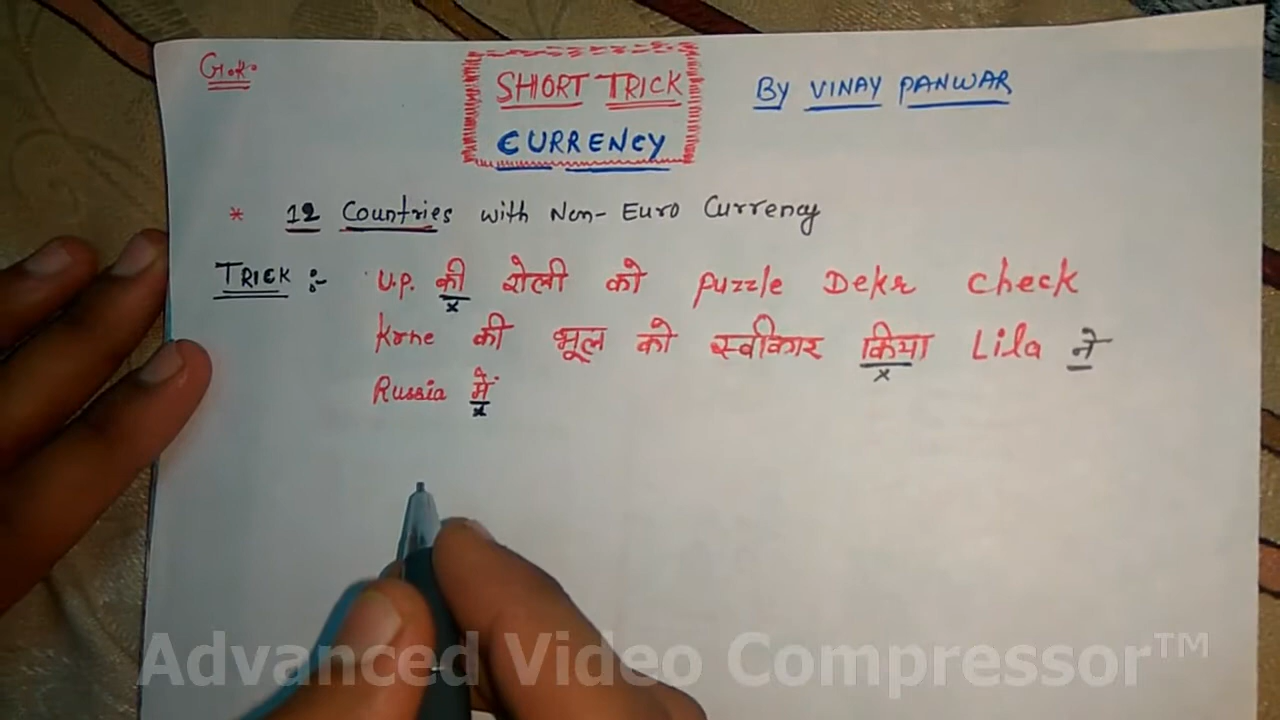 G.K.
SHORT TRICK
CURRENCY
BY VINAY PANWAR
* 12 Countries with Non-Euro Currency
TRICK :- U.P. की रोली को puzzle Dekr check
krne की भूल को स्वीकार किया Lila ने
x
x
Russia में
x
Advanced Video Compressor™